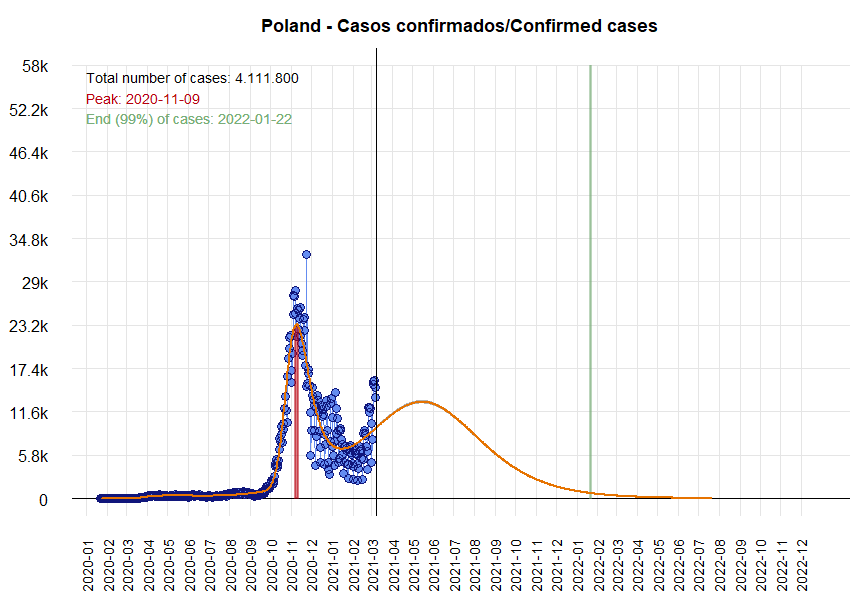 Poland - Casos confirmados/Confirmed cases
58k
52.2k
46.4k
40.6k
34.8k
29k
23.2k
17.4k
11.6k
5.8k
0
Total number of cases: 4.111.800
Peak: 2020-11-09
End (99%) of cases: 2022-01-22
2020-01
2020-02
2020-03
2020-04
2020-05
2020-06
2020-07
2020-08
2020-09
2020-10
2020-11
2020-12
2021-01
2021-02
2021-03
2021-04
2021-05
2021-06
2021-07
2021-08
2021-09
2021-10
2021-11
2021-12
2022-01
2022-02
2022-03
2022-04
2022-05
2022-06
2022-07
2022-08
2022-09
2022-10
2022-11
2022-12